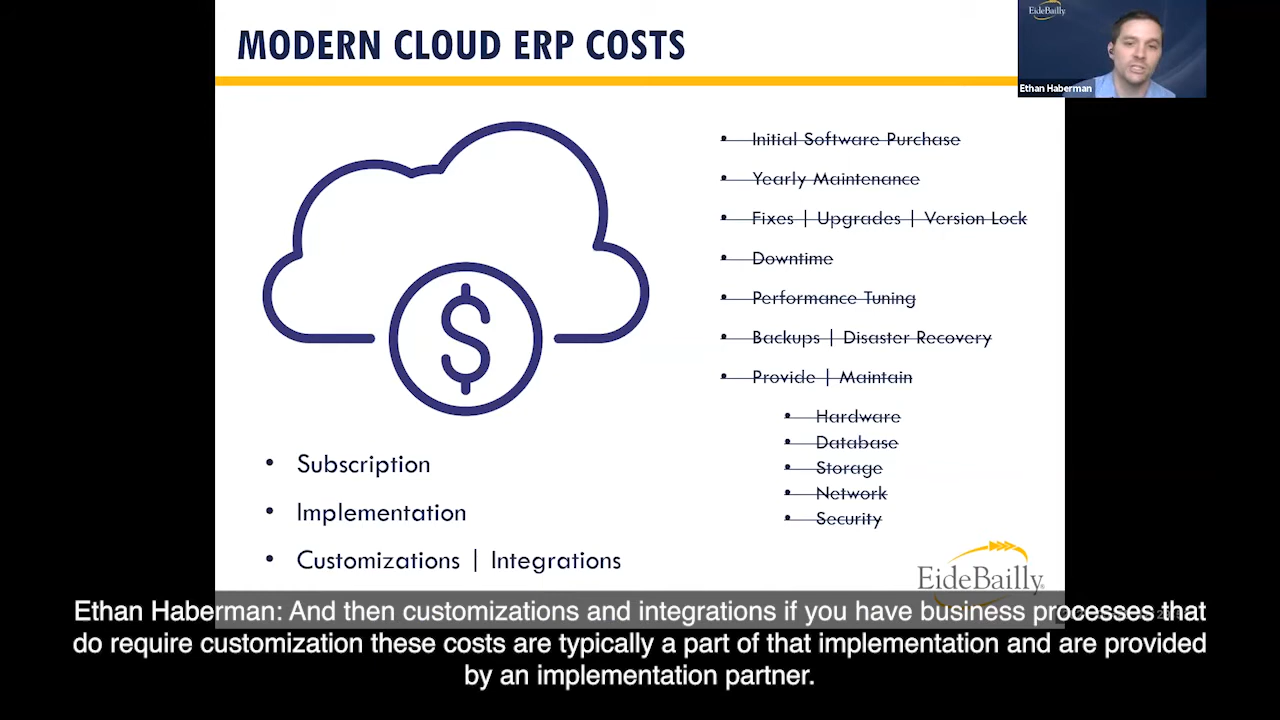 MODERN CLOUD ERP COSTS
EideBailly
Ethan Haberman
• Initial Software Purchase
• Yearly Maintenance
• Fixes | Upgrades | Version Lock
• Downtime
• Performance Tuning
• Backups | Disaster Recovery
• Provide | Maintain
• Hardware
• Database
• Storage
• Network
• Security
$
• Subscription
• Implementation
• Customizations | Integrations
EideBailly®
Ethan Haberman: And then customizations and integrations if you have business processes that
do require customization these costs are typically a part of that implementation and are provided
by an implementation partner.